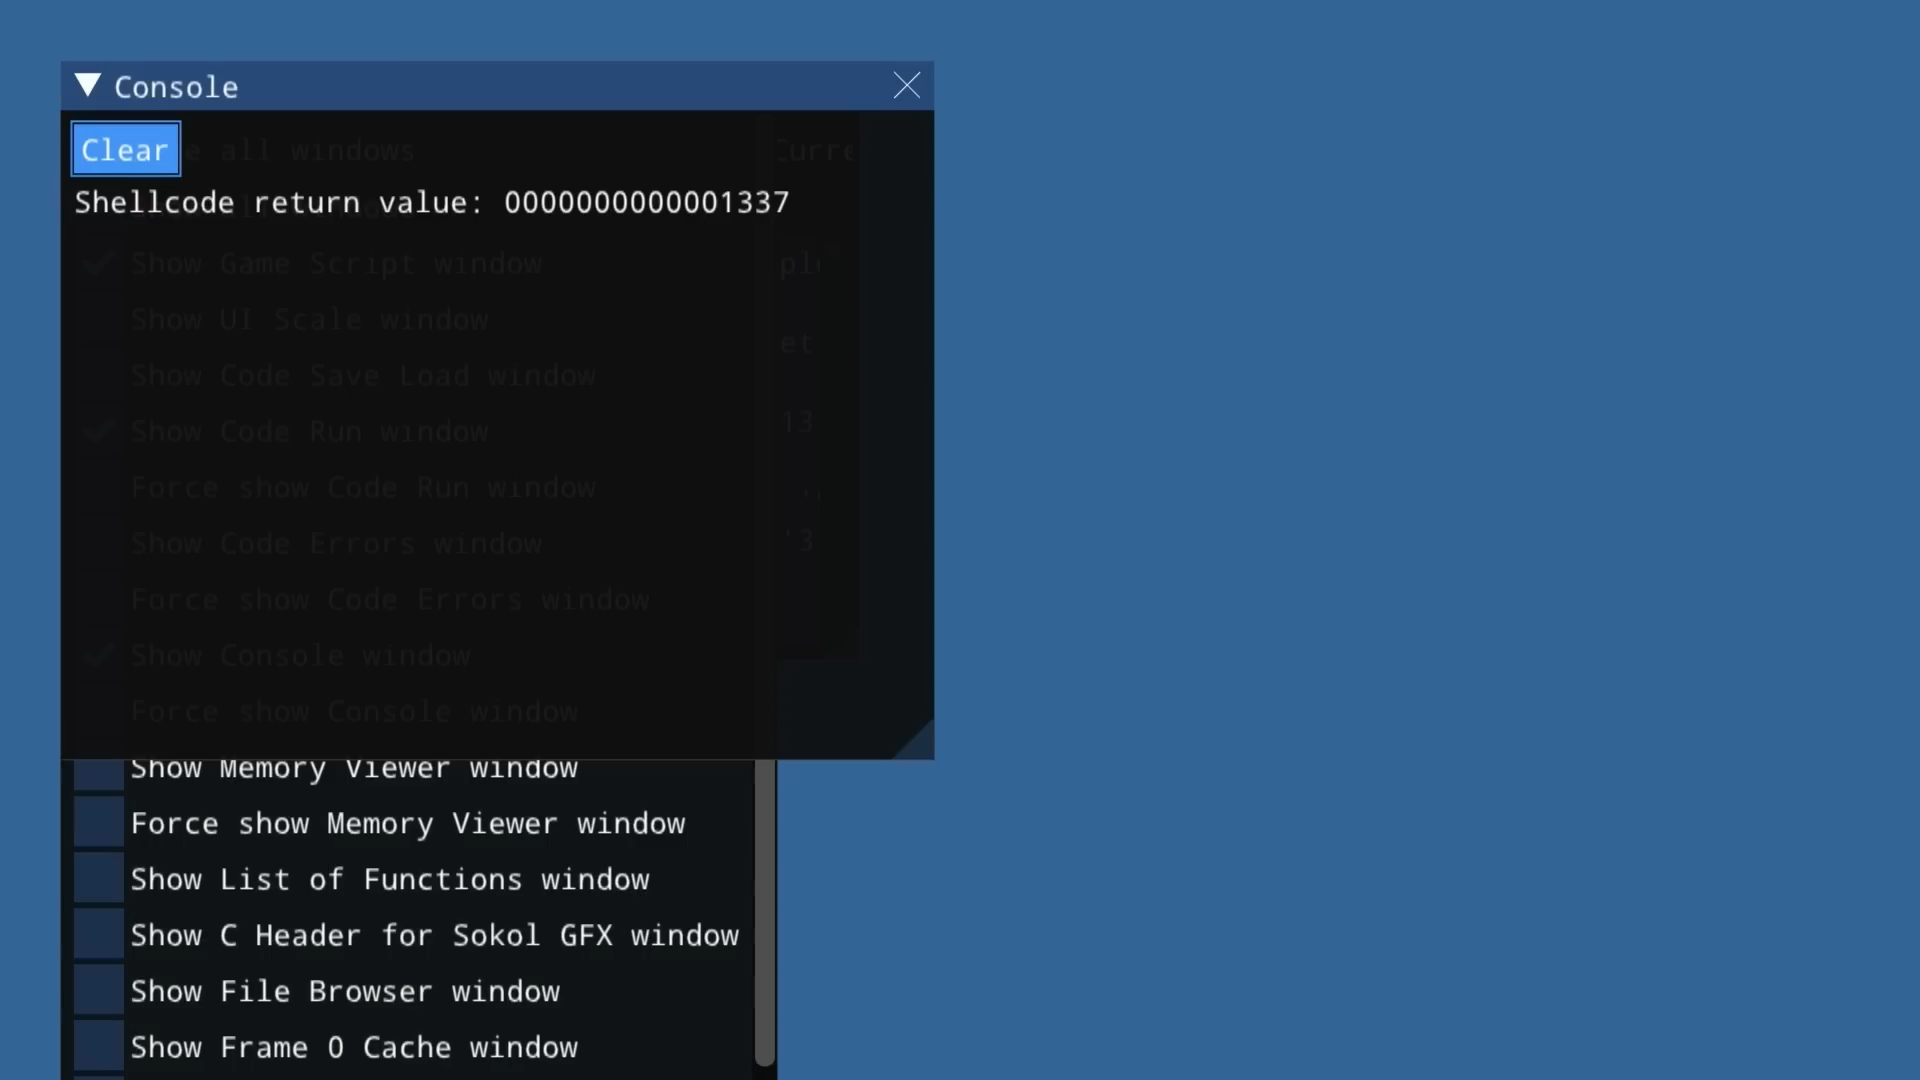 Console
Clear
e all windows
Curre
Shellcode return value: 0000000000001337
Show Game Script window
Show UI Scale window
Show Code Save Load window
Show Code Run window
Force show Code Run window
Show Code Errors window
Force show Code Errors window
Show Console window
Force show Console window
Show Memory Viewer window
Force show Memory Viewer window
Show List of Functions window
Show C Header for Sokol GFX window
Show File Browser window
Show Frame 0 Cache window